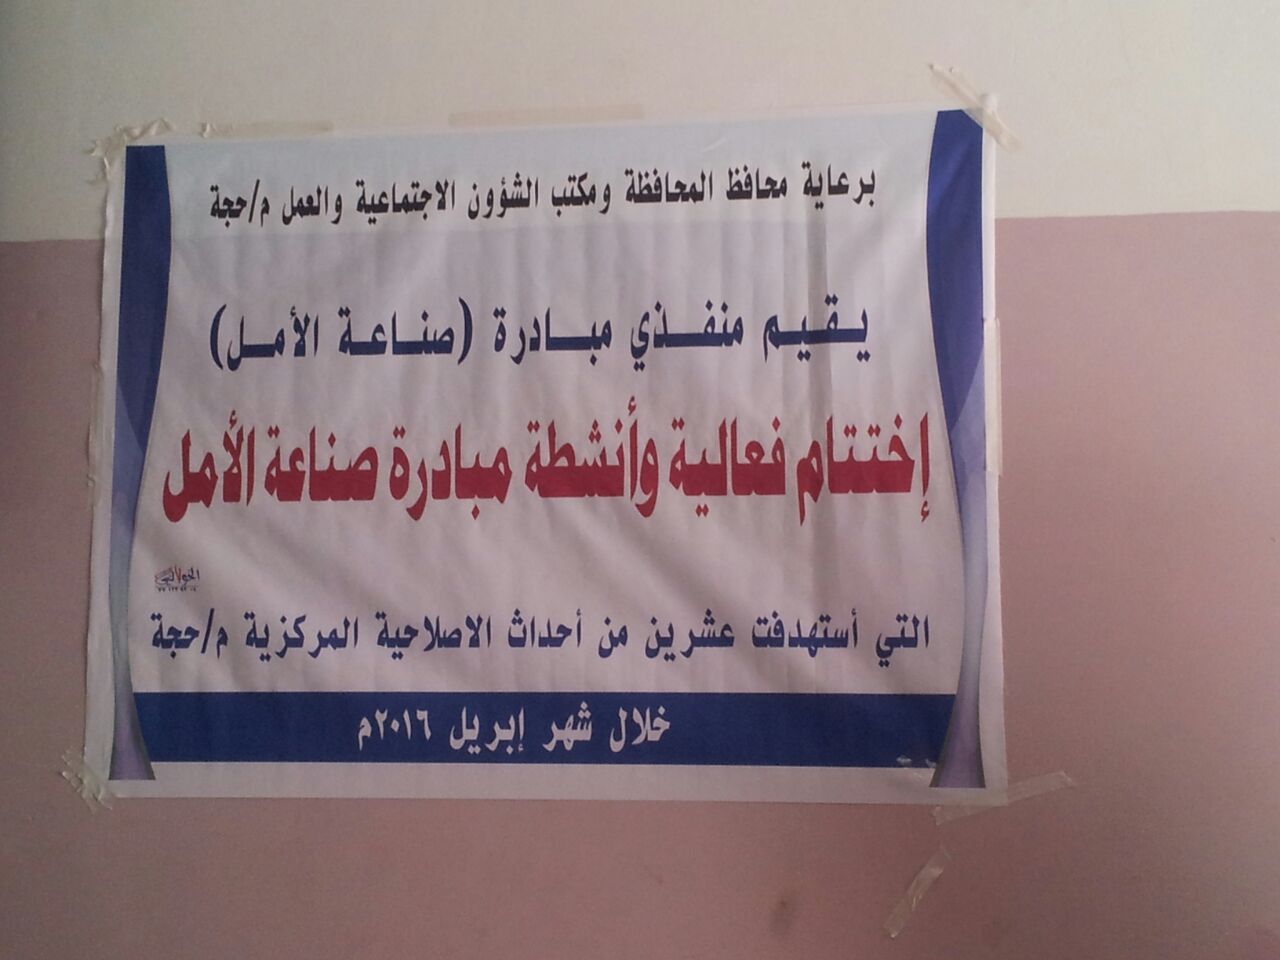 برعاية محافظ المحافظة ومكتب الشؤون الاجتماعية والعمل م/حجة
يقيم منفذي مبادرة (صناعة الأمل)
إختتام فعالية وأنشطة مبادرة صناعة الأمل
التي أستهدفت عشرين من أحداث الاصلاحية المركزية م/حجة
خلال شهر إبريل ٢٠١٦م